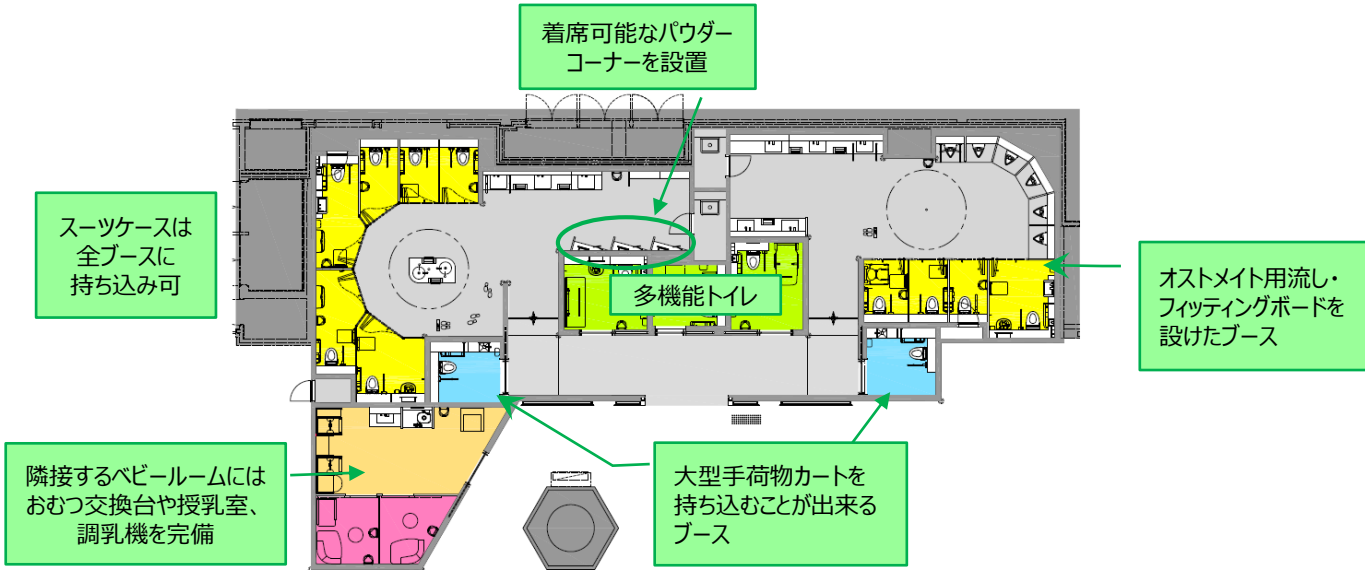 着席可能なパウダー
コーナーを設置
スーツケースは
全ブースに
持ち込み可
多機能トイレ
オストメイト用流し・
フィッティングボードを
設けたブース
隣接するベビールームには
おむつ交換台や授乳室、
調乳機を完備
大型手荷物カートを
持ち込むことが出来る
ブース